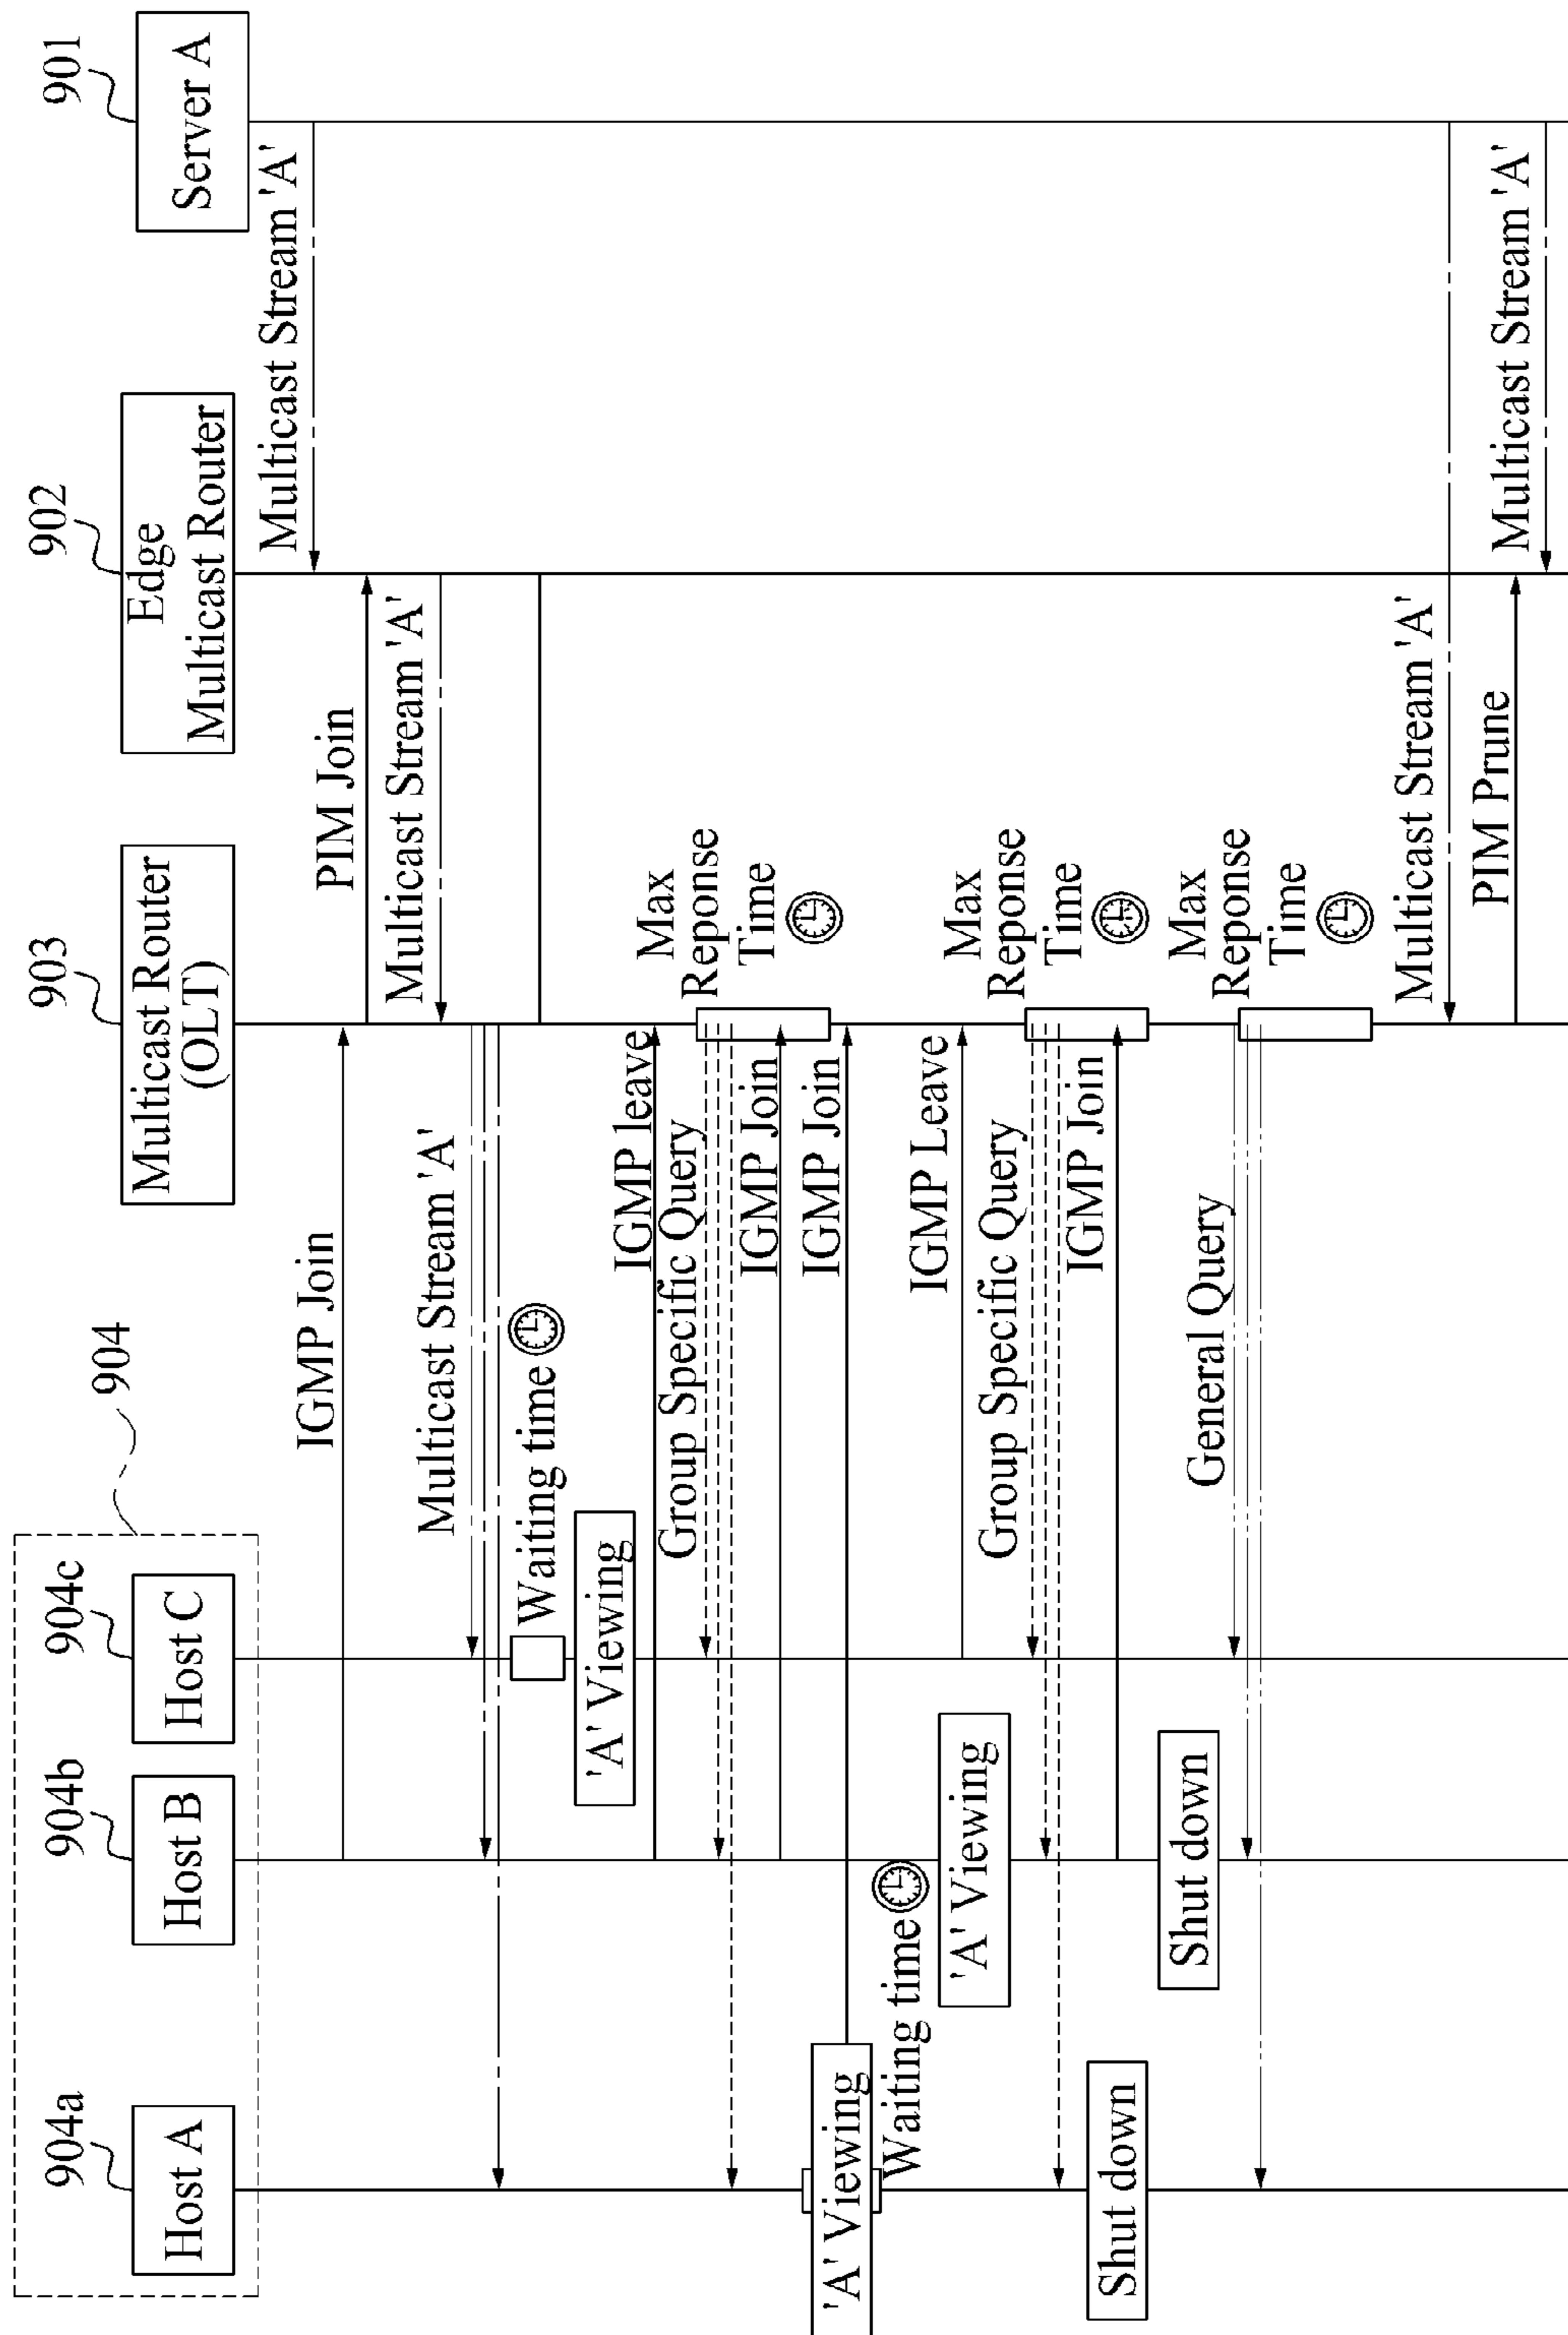 904
904a
Host A
904b
Host B
904c
Host C
903
Multicast Router
(OLT)
902
Edge
Multicast Router
901
Server A
Multicast Stream 'A'
IGMP Join
PIM Join
Multicast Stream 'A'
Multicast Stream 'A'
Waiting time
'A' Viewing
IGMP leave
Group Specific Query
Max
Reponse
Time
IGMP Join
IGMP Join
'A' Viewing
Waiting time
IGMP Leave
'A' Viewing
Group Specific Query
Max
Reponse
Time
IGMP Join
Shut down
Shut down
General Query
Max
Reponse
Time
Multicast Stream 'A'
PIM Prune
Multicast Stream 'A'